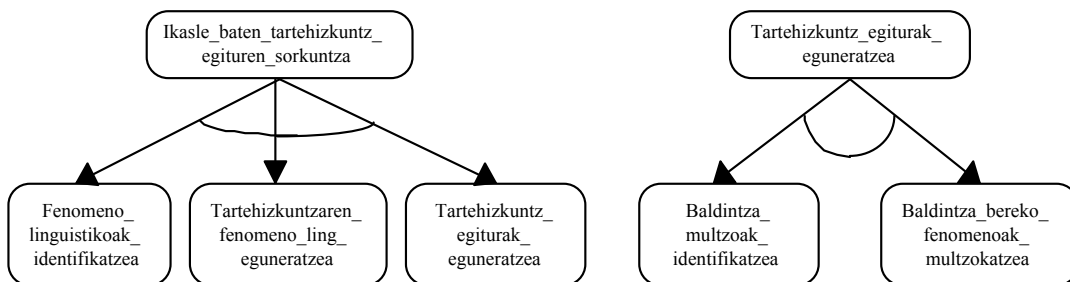 Ikasle_baten_tartehizkuntz_
egituren_sorkuntza
Tartehizkuntz_egiturak_
eguneratzea
Fenomeno_
linguistikoak_
identifikatzea
Tartehizkuntzaren_
fenomeno_ling_
eguneratzea
Tartehizkuntz_
egiturak_
eguneratzea
Baldintza_
multzoak_
identifikatzea
Baldintza_bereko_
fenomenoak_
multzokatzea